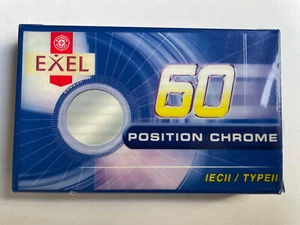 EXEL
60
POSITION CHROME
IECII / TYPEII